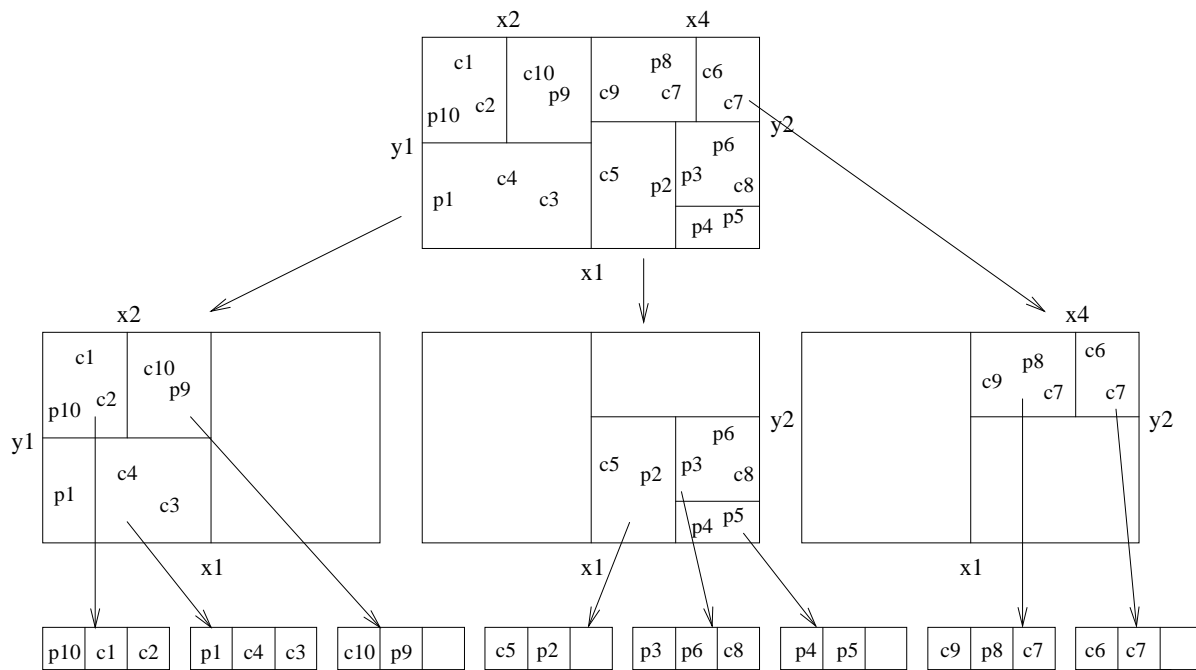 x2 x4
c1 c10 p9 p8 c6
p10 c2 c9 c7 c7
y1 y2
p1 c4 c3 c5 p2 p3 p6 c8
p4 p5
x1
x2 x4
c1 c10 p9
p10 c2
y1
p1 c4 c3
x1
y2
c5 p2 p3 p6 c8
p4 p5
x1
c9 p8 c7 c6 c7
y2
x1
p10 c1 c2 p1 c4 c3 c10 p9 c5 p2 p3 p6 c8 p4 p5 c9 p8 c7 c6 c7